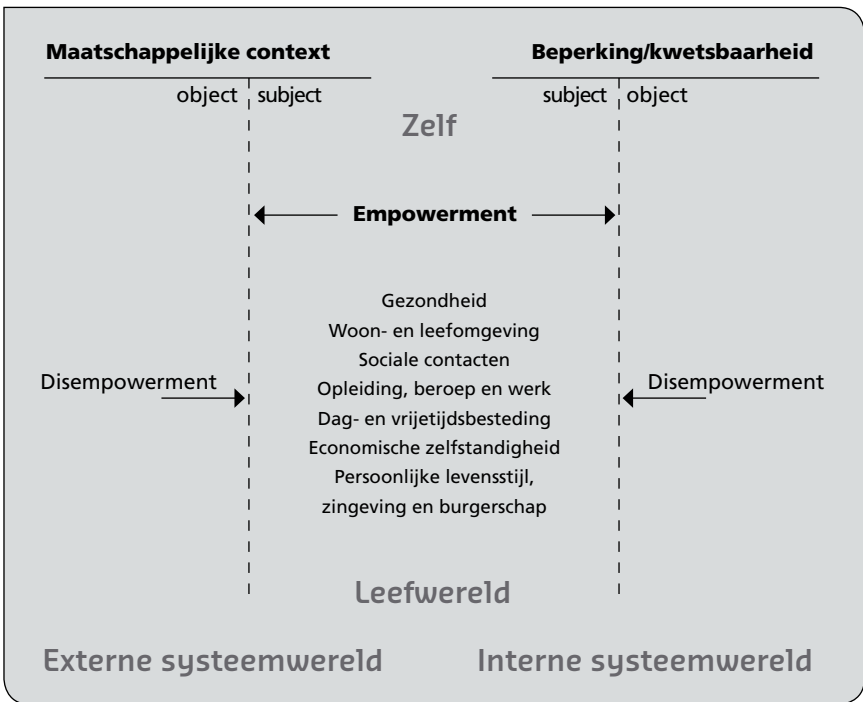 Maatschappelijke context
Beperking/kwetsbaarheid
object subject
subject object
Zelf
Empowerment
Gezondheid
Woon- en leefomgeving
Sociale contacten
Disempowerment
Opleiding, beroep en werk
Disempowerment
Dag- en vrijetijdsbesteding
Economische zelfstandigheid
Persoonlijke levensstijl,
zingeving en burgerschap
Leefwereld
Externe systeemwereld
Interne systeemwereld